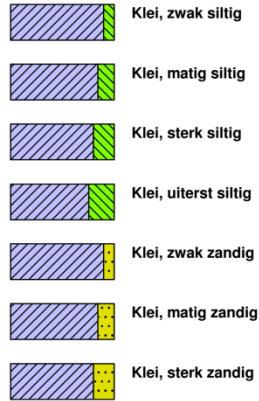 Klei, zwak siltig
Klei, matig siltig
Klei, sterk siltig
Klei, uiterst siltig
Klei, zwak zandig
Klei, matig zandig
Klei, sterk zandig